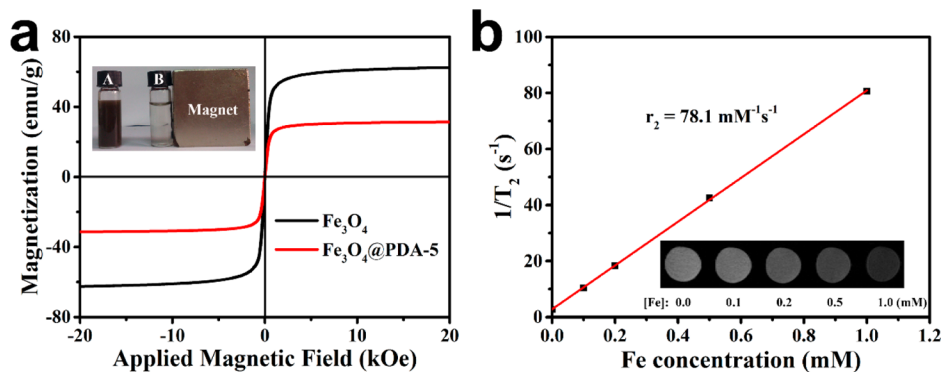 a
Magnetization (emu/g)
80
40
0
-40
-80
-20
-10
0
10
20
Applied Magnetic Field (kOe)
A
B
Magnet
Fe₃O₄
Fe₃O₄@PDA-5
b
1/T₂ (s⁻¹)
100
80
60
40
20
0
0.0
0.2
0.4
0.6
0.8
1.0
1.2
Fe concentration (mM)
r₂ = 78.1 mM⁻¹s⁻¹
[Fe]: 0.0 0.1 0.2 0.5 1.0 (mM)